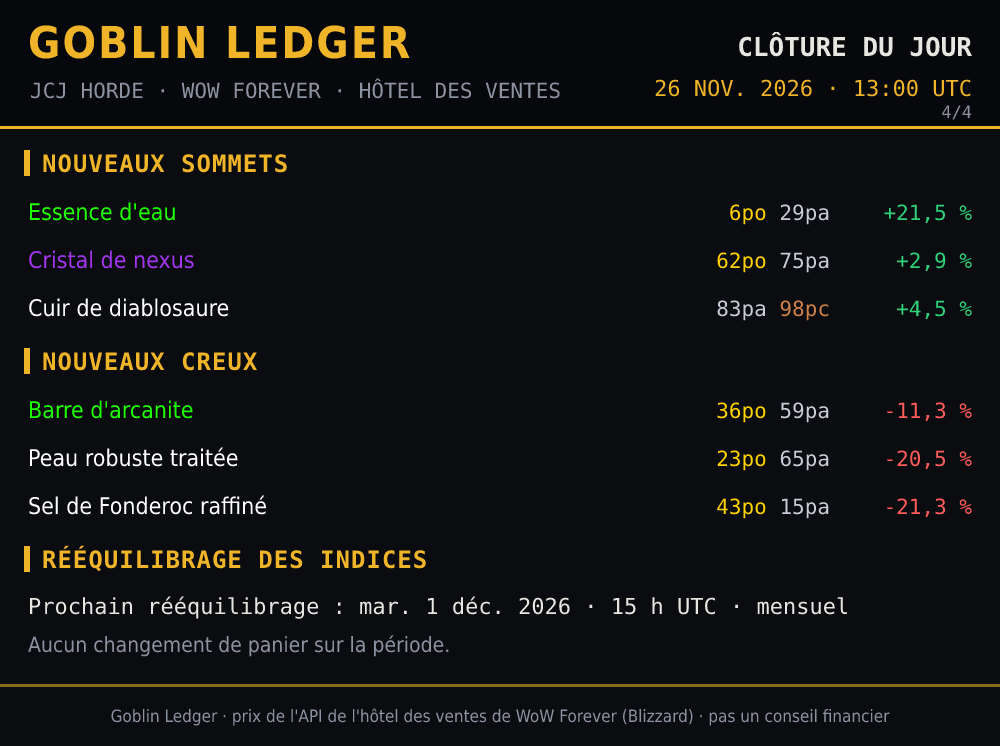 GOBLIN LEDGER
CLÔTURE DU JOUR
JCJ HORDE · WOW FOREVER · HÔTEL DES VENTES
26 NOV. 2026 · 13:00 UTC
4/4
NOUVEAUX SOMMETS
Essence d'eau 6po 29pa +21,5 %
Cristal de nexus 62po 75pa +2,9 %
Cuir de diablosaure 83pa 98pc +4,5 %
NOUVEAUX CREUX
Barre d'arcanite 36po 59pa -11,3 %
Peau robuste traitée 23po 65pa -20,5 %
Sel de Fonderoc raffiné 43po 15pa -21,3 %
RÉÉQUILIBRAGE DES INDICES
Prochain rééquilibrage : mar. 1 déc. 2026 · 15 h UTC · mensuel
Aucun changement de panier sur la période.
Goblin Ledger · prix de l'API de l'hôtel des ventes de WoW Forever (Blizzard) · pas un conseil financier